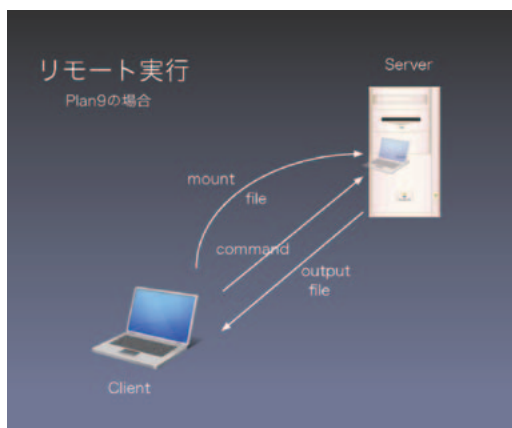 リモート実行
Plan9の場合
Server
mount
file
command
output
file
Client